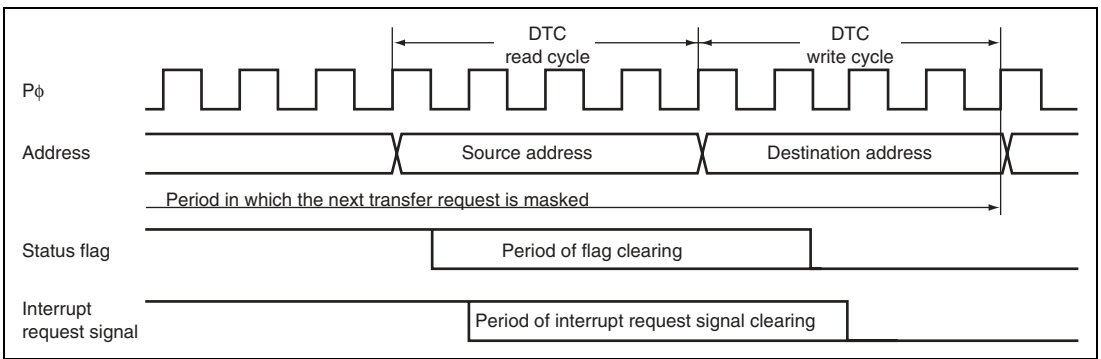 DTC
read cycle
DTC
write cycle
Pϕ
Address
Source address
Destination address
Period in which the next transfer request is masked
Status flag
Period of flag clearing
Interrupt
request signal
Period of interrupt request signal clearing